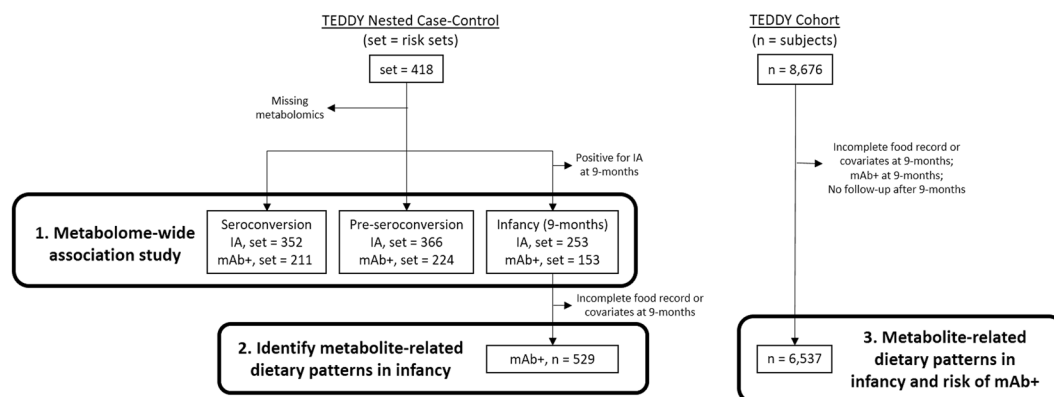 TEDDY Nested Case-Control
(set = risk sets)
set = 418
Missing
metabolomics
Positive for IA
at 9-months
1. Metabolome-wide
association study
Seroconversion
IA, set = 352
mAb+, set = 211
Pre-seroconversion
IA, set = 366
mAb+, set = 224
Infancy (9-months)
IA, set = 253
mAb+, set = 153
Incomplete food record or
covariates at 9-months
2. Identify metabolite-related
dietary patterns in infancy
mAb+, n = 529
TEDDY Cohort
(n = subjects)
n = 8,676
Incomplete food record or
covariates at 9-months;
mAb+ at 9-months;
No follow-up after 9-months
n = 6,537
3. Metabolite-related
dietary patterns in
infancy and risk of mAb+